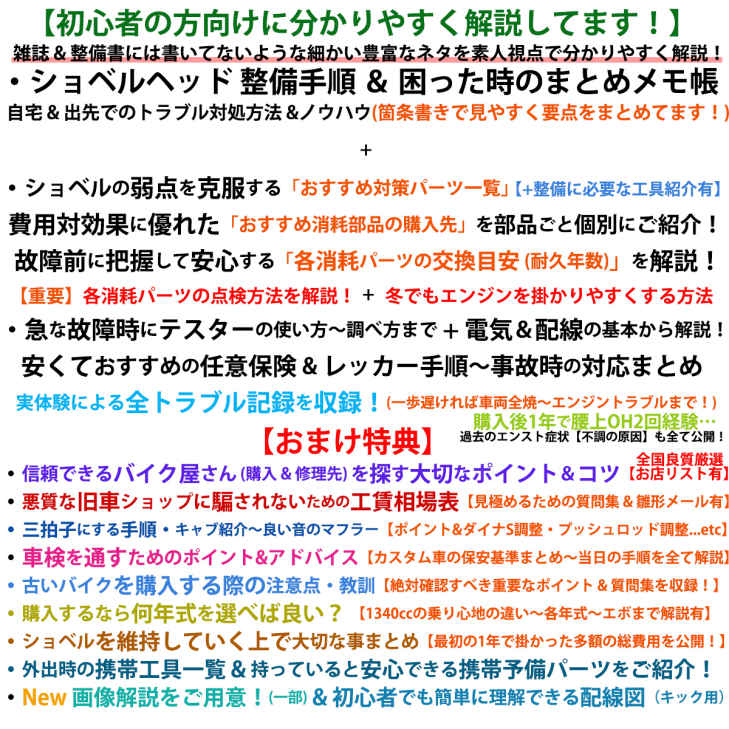 【初心者の方向けに分かりやすく解説してます！】
雑誌＆整備書には書いてないような細かい豊富なネタを素人視点で分かりやすく解説！
・ショベルヘッド 整備手順 ＆ 困った時のまとめメモ帳
自宅＆出先でのトラブル対処方法＆ノウハウ(箇条書きで見やすく要点をまとめてます！)
+
・ショベルの弱点を克服する「おすすめ対策パーツ一覧」【+整備に必要な工具紹介有】
費用対効果に優れた「おすすめ消耗部品の購入先」を部品ごと個別にご紹介！
故障前に把握して安心する「各消耗パーツの交換目安 (耐久年数)」を解説！
【重要】各消耗パーツの点検方法を解説！ + 冬でもエンジンを掛かりやすくする方法
・急な故障時にテスターの使い方〜調べ方まで + 電気＆配線の基本から解説！
安くておすすめの任意保険＆レッカー手順〜事故時の対応まとめ
実体験による全トラブル記録を収録！(一歩遅ければ車両全焼〜エンジントラブルまで！)
購入後1年で腰上OH2回経験…
【おまけ特典】 過去のエンスト症状【不調の原因】も全て公開！
全国良質厳選
・信頼できるバイク屋さん (購入＆修理先) を探す大切なポイント＆コツ【お店リスト有】
・悪質な旧車ショップに騙されないための工賃相場表【見極めるための質問集＆雛形メール有】
・三拍子にする手順・キャブ紹介〜良い音のマフラー【ポイント&ダイナS調整・プッシュロッド調整...etc】
・車検を通すためのポイント&アドバイス【カスタム車の保安基準まとめ〜当日の手順を全て解説】
・古いバイクを購入する際の注意点・教訓【絶対確認すべき重要なポイント＆質問集を収録！】
・購入するなら何年式を選べば良い？【1340ccの乗り心地の違い〜各年式〜エボまで解説有】
・ショベルを維持していく上で大切な事まとめ【最初の1年で掛かった多額の総費用を公開！】
・外出時の携帯工具一覧＆持っていると安心できる携帯予備パーツをご紹介！
・New 画像解説をご用意！(一部)＆初心者でも簡単に理解できる配線図（キック用）